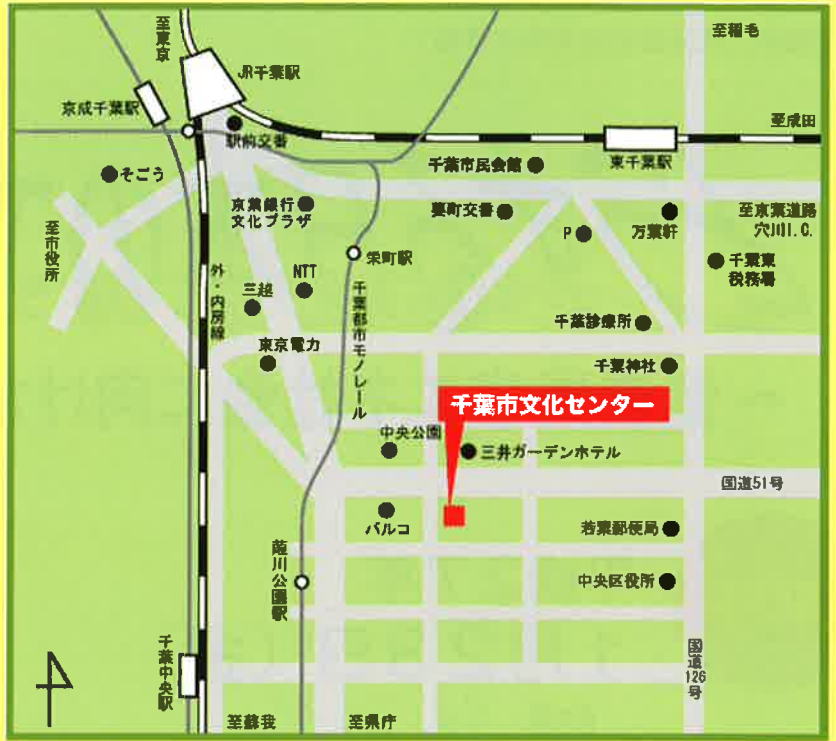 至東京
至稲毛
JR千葉駅
京成千葉駅
至成田
駅前交番
千葉市民会館
東千葉駅
そごう
京葉銀行
文化プラザ
要町交番
万葉軒
至京葉道路
穴川I.C.
P
至市役所
栄町駅
千葉東
税務署
外・内房線
NTT
三越
千葉都市モノレール
千葉診療所
東京電力
千葉神社
千葉市文化センター
中央公園
三井ガーデンホテル
国道51号
パルコ
若葉郵便局
葭川公園駅
中央区役所
千葉中央駅
国道126号
至蘇我
至県庁